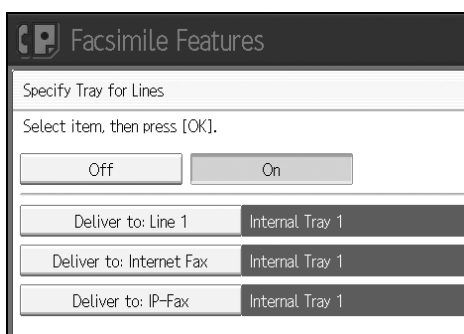 Facsimile Features
Specify Tray for Lines
Select item, then press [OK].
Off On
Deliver to: Line 1 Internal Tray 1
Deliver to: Internet Fax Internal Tray 1
Deliver to: IP-Fax Internal Tray 1